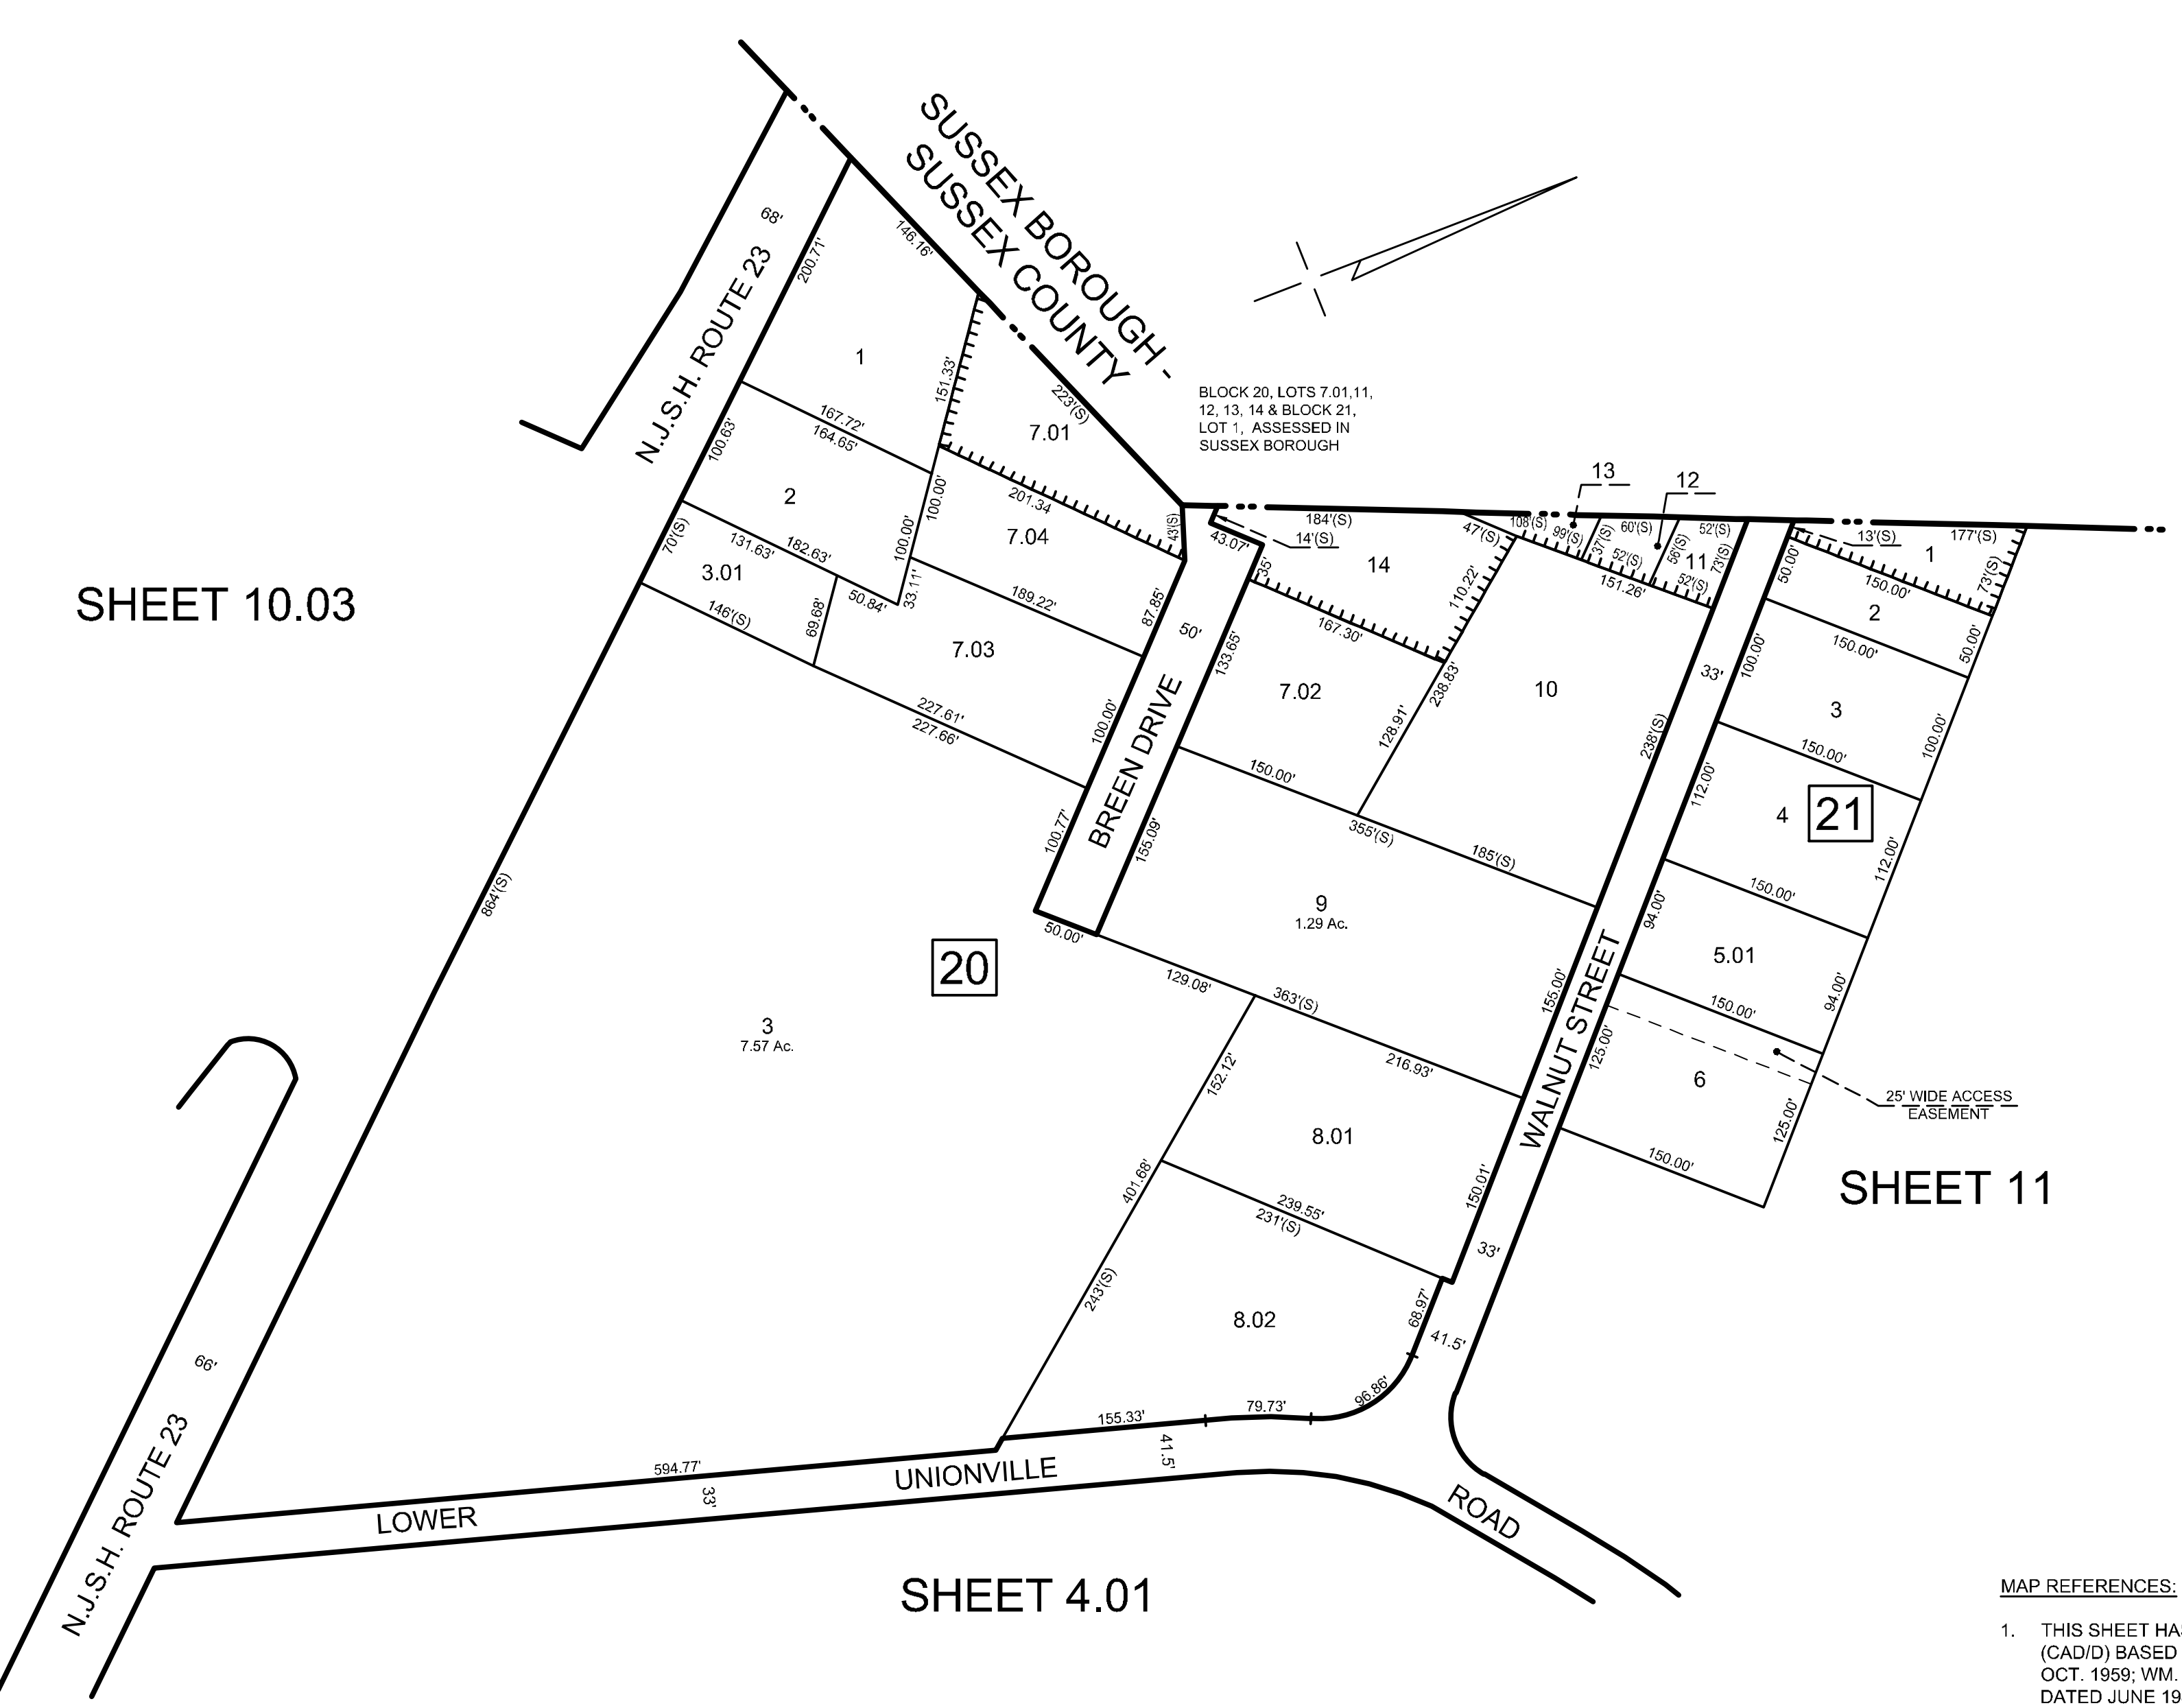 SUSSEX BOROUGH -
SUSSEX COUNTY
68'
N.J.S.H. ROUTE 23
200.71'
146.16'
1
151.33'
223'(S)
7.01
BLOCK 20, LOTS 7.01,11,
12, 13, 14 & BLOCK 21,
LOT 1, ASSESSED IN
SUSSEX BOROUGH
167.72'
164.65'
100.63'
2
100.00'
100.00'
201.34
7.04
43'(S)
43.07'
14'(S)
184'(S)
35'
14
47'(S)
108'(S)
99'(S)
13
37'(S)
60'(S)
12
52'(S)
56'(S)
52'(S)
11
73'(S)
52'(S)
151.26'
110.22'
13'(S)
177'(S)
1
73'(S)
50.00'
150.00'
2
50.00'
150.00'
SHEET 10.03
70'(S)
131.63'
182.63'
3.01
146'(S)
69.68'
50.84'
33.11'
189.22'
87.85'
7.03
227.61'
227.66'
100.00'
50'
133.65'
167.30'
7.02
128.91'
238.83'
10
33'
100.00'
3
100.00'
150.00'
238'(S)
112.00'
4
21
112.00'
150.00'
BREEN DRIVE
100.77'
155.09'
150.00'
355'(S)
185'(S)
9
1.29 Ac.
50.00'
864'(S)
20
129.08'
363'(S)
216.93'
155.00'
WALNUT STREET
94.00'
5.01
94.00'
150.00'
3
7.57 Ac.
125.00'
6
125.00'
150.00'
25' WIDE ACCESS
EASEMENT
SHEET 11
152.12'
8.01
401.68'
150.01'
239.55'
231'(S)
33'
243'(S)
8.02
68.97'
41.5'
96.86'
79.73'
155.33'
41.5'
66'
N.J.S.H. ROUTE 23
594.77'
33'
LOWER
UNIONVILLE
ROAD
SHEET 4.01
MAP REFERENCES:
1. THIS SHEET HA
(CAD/D) BASED
OCT. 1959; WM.
DATED JUNE 19